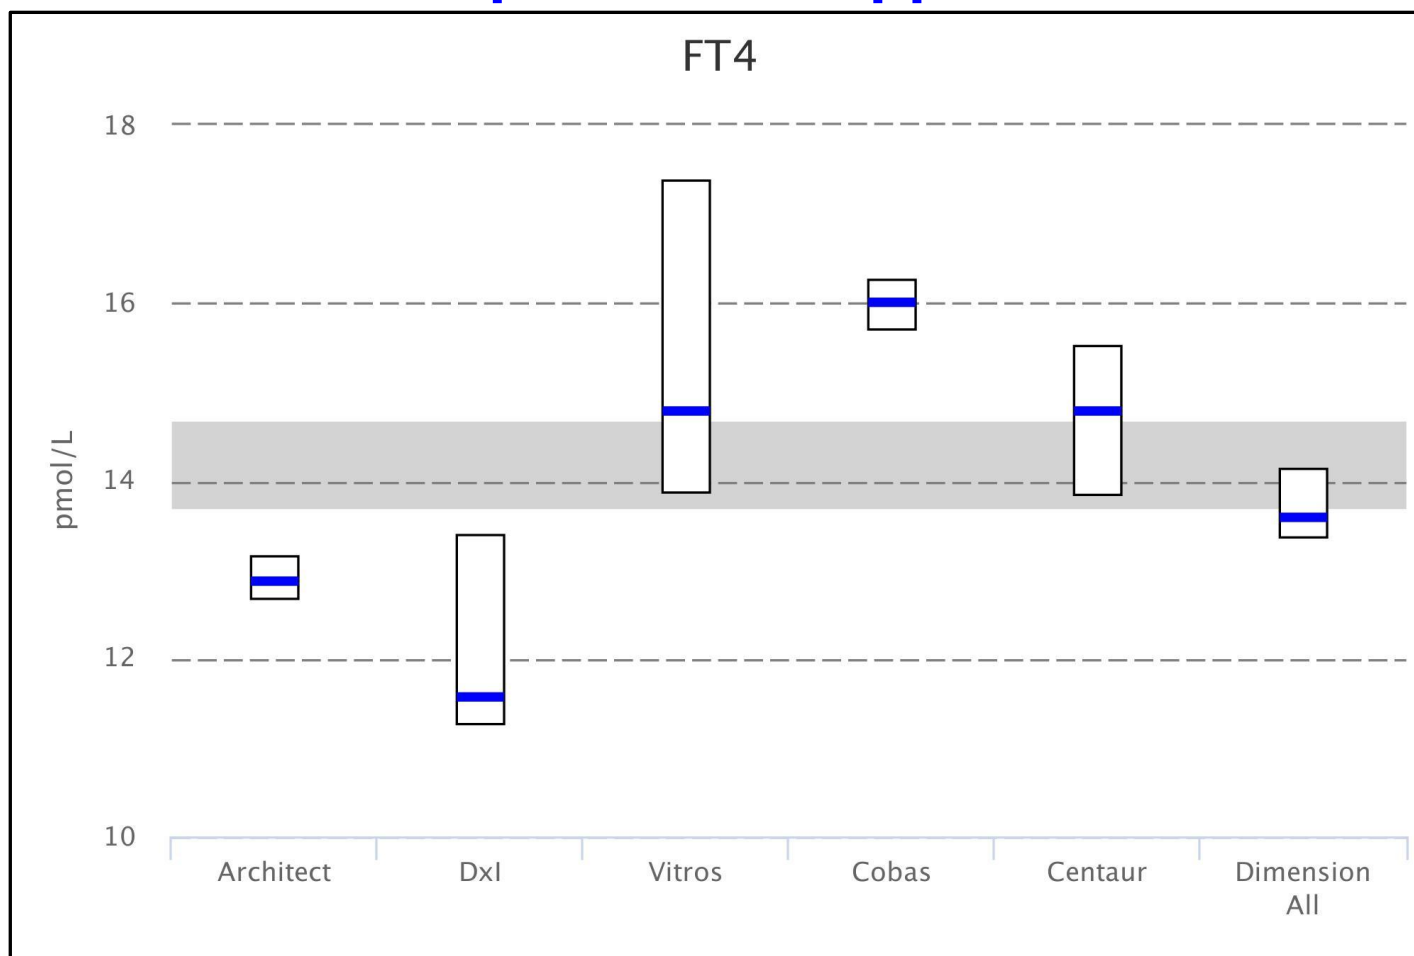 FT4
18
16
14
12
10
pmol/L
Architect
DxI
Vitros
Cobas
Centaur
Dimension
All